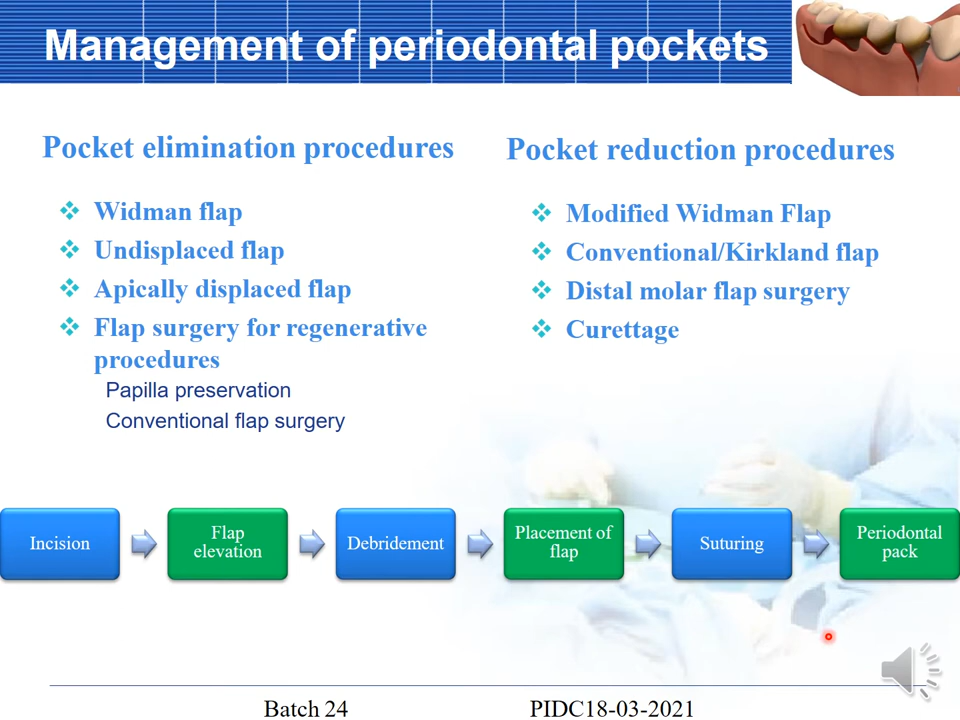 Management of periodontal pockets
Pocket elimination procedures
Widman flap
Undisplaced flap
Apically displaced flap
Flap surgery for regenerative
procedures
Papilla preservation
Conventional flap surgery
Pocket reduction procedures
Modified Widman Flap
Conventional/Kirkland flap
Distal molar flap surgery
Curettage
Incision
Flap
elevation
Debridement
Placement of
flap
Suturing
Periodontal
pack
Batch 24
PIDC18-03-2021